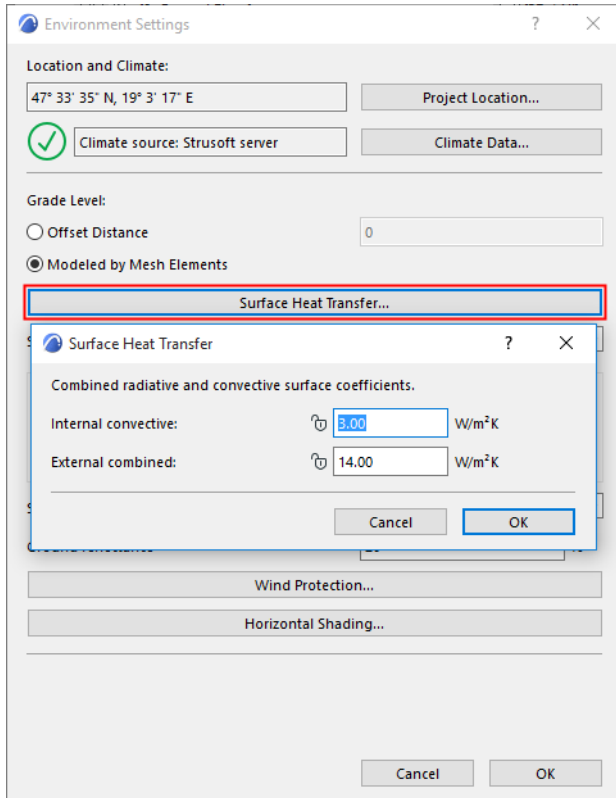 Environment Settings ? ×
Location and Climate:
47° 33' 35" N, 19° 3' 17" E Project Location...
Climate source: Strusoft server Climate Data...
Grade Level:
Offset Distance 0
Modeled by Mesh Elements
Surface Heat Transfer...
Surface Heat Transfer ? ×
Combined radiative and convective surface coefficients.
Internal convective: 3.00 W/m²K
External combined: 14.00 W/m²K
Cancel OK
Wind Protection...
Horizontal Shading...
Cancel OK